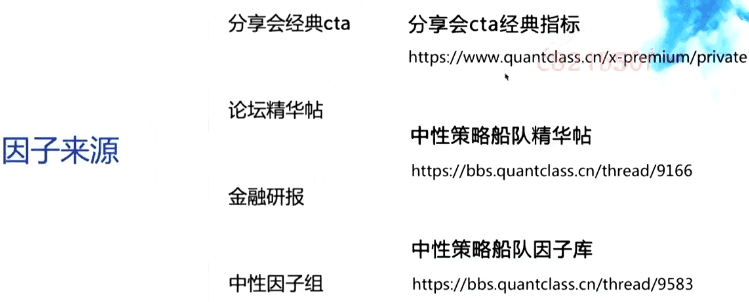 分享会经典cta
分享会cta经典指标
https://www.quantclass.cn/x-premium/private
论坛精华帖
中性策略船队精华帖
https://bbs.quantclass.cn/thread/9166
因子来源
金融研报
中性策略船队因子库
中性因子组
https://bbs.quantclass.cn/thread/9583